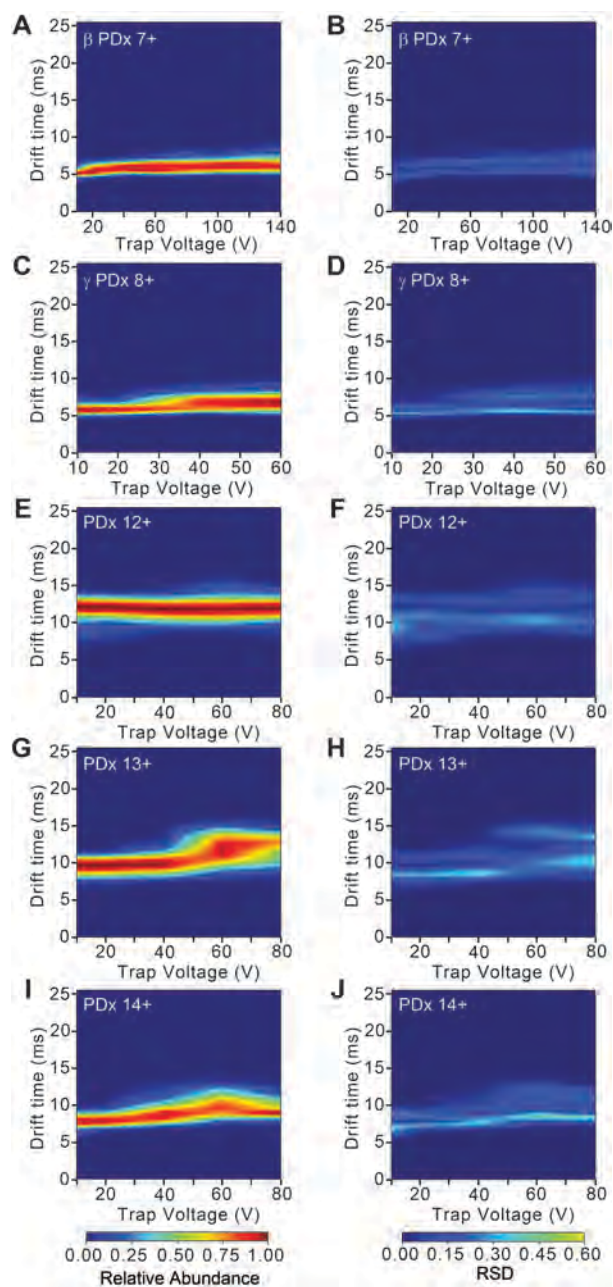 A
β PDx 7+
Drift time (ms)
25
20
15
10
5
0
20 60 100 140
Trap Voltage (V)
B
β PDx 7+
Drift time (ms)
25
20
15
10
5
0
20 60 100 140
Trap Voltage (V)
C
γ PDx 8+
Drift time (ms)
25
20
15
10
5
0
10 20 30 40 50 60
Trap Voltage (V)
D
γ PDx 8+
Drift time (ms)
25
20
15
10
5
0
10 20 30 40 50 60
Trap Voltage (V)
E
PDx 12+
Drift time (ms)
25
20
15
10
5
0
20 40 60 80
Trap Voltage (V)
F
PDx 12+
Drift time (ms)
25
20
15
10
5
0
20 40 60 80
Trap Voltage (V)
G
PDx 13+
Drift time (ms)
25
20
15
10
5
0
20 40 60 80
Trap Voltage (V)
H
PDx 13+
Drift time (ms)
25
20
15
10
5
0
20 40 60 80
Trap Voltage (V)
I
PDx 14+
Drift time (ms)
25
20
15
10
5
0
20 40 60 80
Trap Voltage (V)
J
PDx 14+
Drift time (ms)
25
20
15
10
5
0
20 40 60 80
Trap Voltage (V)
0.00 0.25 0.50 0.75 1.00
Relative Abundance
0.00 0.15 0.30 0.45 0.60
RSD